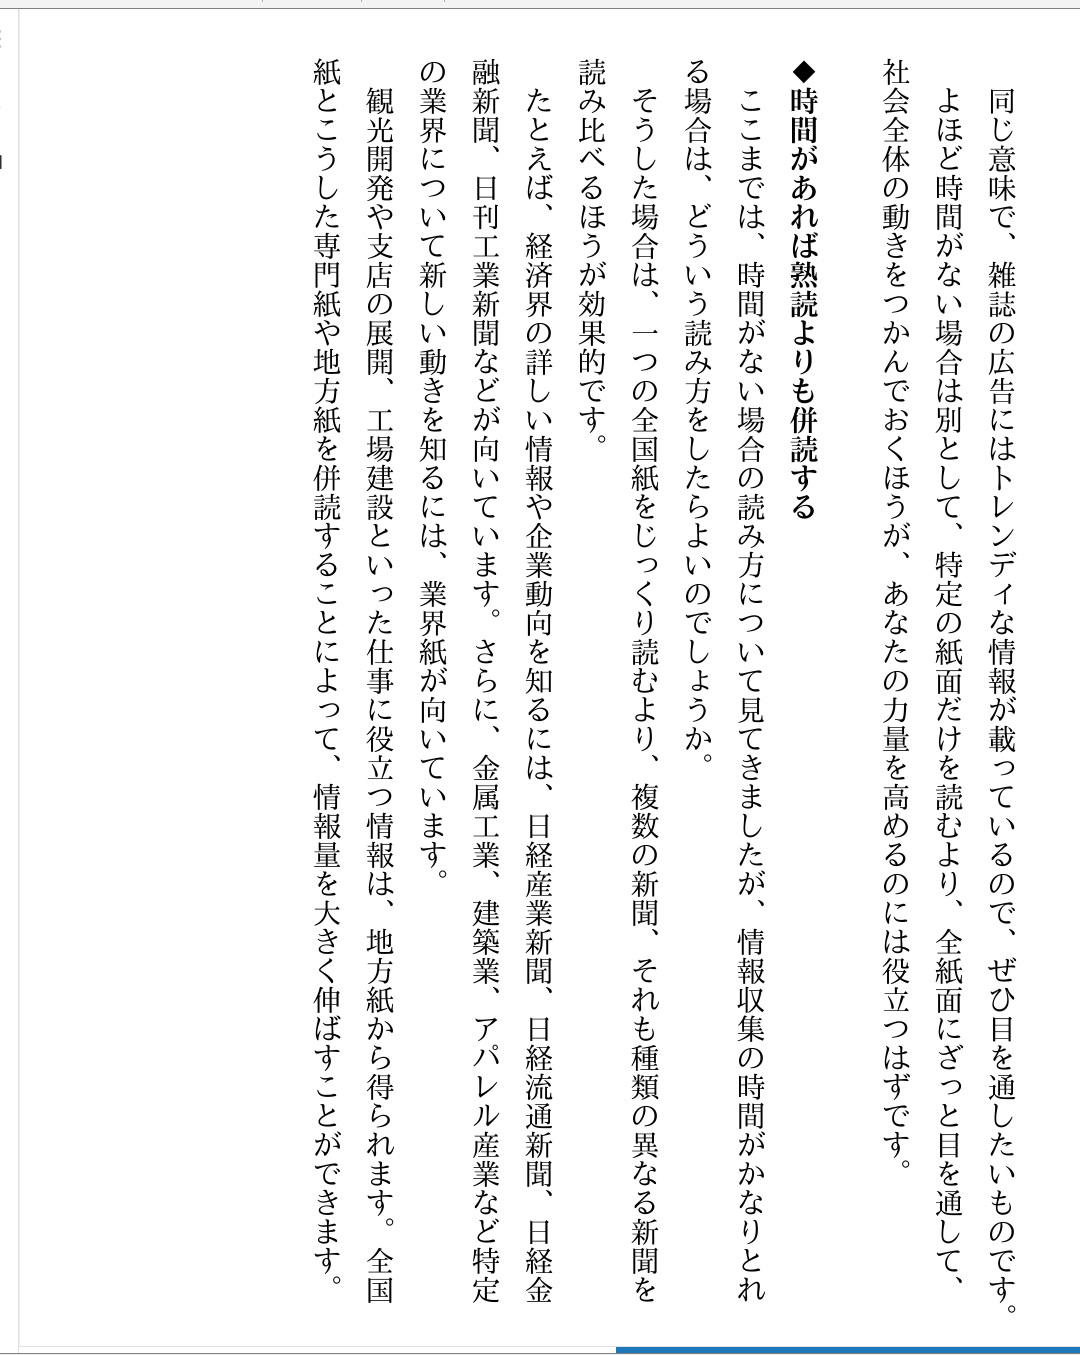 同じ意味で、雑誌の広告にはトレンディな情報が載っているので、ぜひ目を通したいものです。
　よほど時間がない場合は別として、特定の紙面だけを読むより、全紙面にざっと目を通して、
社会全体の動きをつかんでおくほうが、あなたの力量を高めるのには役立つはずです。
◆時間があれば熟読よりも併読する
　ここまでは、時間がない場合の読み方について見てきましたが、情報収集の時間がかなりとれ
る場合は、どういう読み方をしたらよいのでしょうか。
　そうした場合は、一つの全国紙をじっくり読むより、複数の新聞、それも種類の異なる新聞を
読み比べるほうが効果的です。
　たとえば、経済界の詳しい情報や企業動向を知るには、日経産業新聞、日経流通新聞、日経金
融新聞、日刊工業新聞などが向いています。さらに、金属工業、建築業、アパレル産業など特定
の業界について新しい動きを知るには、業界紙が向いています。
　観光開発や支店の展開、工場建設といった仕事に役立つ情報は、地方紙から得られます。全国
紙とこうした専門紙や地方紙を併読することによって、情報量を大きく伸ばすことができます。